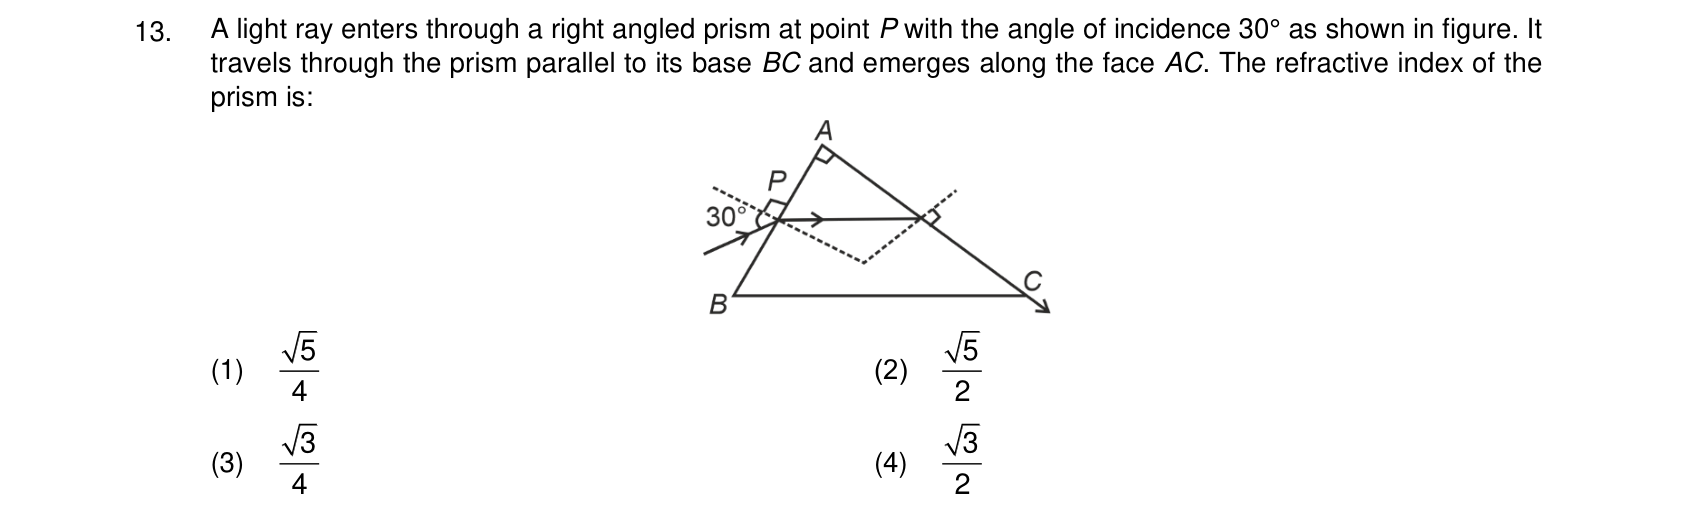 13. A light ray enters through a right angled prism at point P with the angle of incidence 30° as shown in figure. It
travels through the prism parallel to its base BC and emerges along the face AC. The refractive index of the
prism is:
A
P
30°
C
B
(1) √5/4 (2) √5/2
(3) √3/4 (4) √3/2